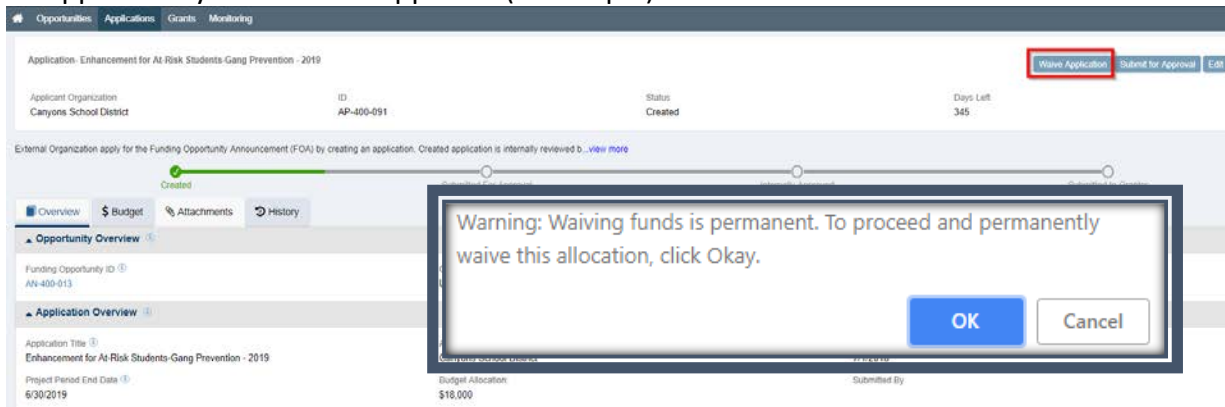 Opportunities Applications Grants Monitoring
Application- Enhancement for At-Risk Students-Gang Prevention - 2019
Waive Application Submit for Approval Edit
Applicant Organization ID Status Days Left
Canyons School District AP-400-091 Created 345
External Organization apply for the Funding Opportunity Announcement (FOA) by creating an application. Created application is internally reviewed b...view more
Created
Overview $ Budget Attachments History
Opportunity Overview
Funding Opportunity ID
AN-400-013
Application Overview
Application Title
Enhancement for At-Risk Students-Gang Prevention - 2019
Project Period End Date Budget Allocation Submitted By
6/30/2019 $18,000
Warning: Waiving funds is permanent. To proceed and permanently
waive this allocation, click Okay.
OK Cancel